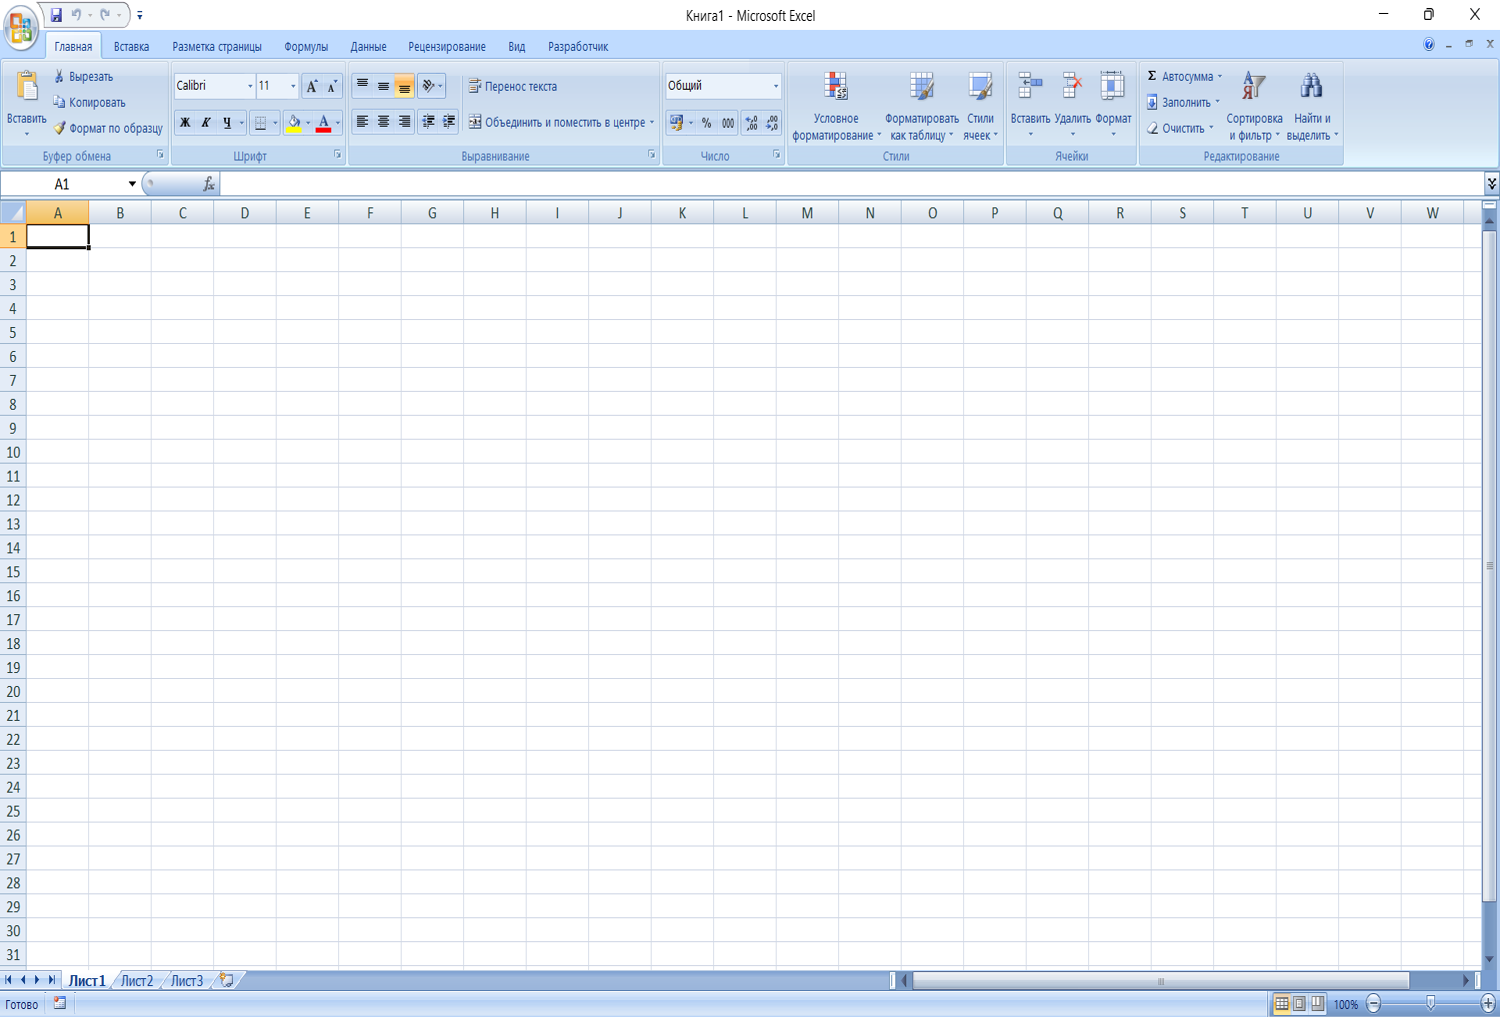 Книга1 - Microsoft Excel
Главная Вставка Разметка страницы Формулы Данные Рецензирование Вид Разработчик
Вставить
Вырезать
Копировать
Формат по образцу
Буфер обмена
Calibri 11
Ж К Ч
Шрифт
Перенос текста
Объединить и поместить в центре
Выравнивание
Общий
% 000
Число
Условное форматирование
Форматировать как таблицу
Стили ячеек
Стили
Вставить Удалить Формат
Ячейки
Σ Автосумма
Заполнить
Очистить
Сортировка и фильтр
Найти и выделить
Редактирование
A1 fx
A B C D E F G H I J K L M N O P Q R S T U V W
1
2
3
4
5
6
7
8
9
10
11
12
13
14
15
16
17
18
19
20
21
22
23
24
25
26
27
28
29
30
31
Лист1 Лист2 Лист3
Готово 100%